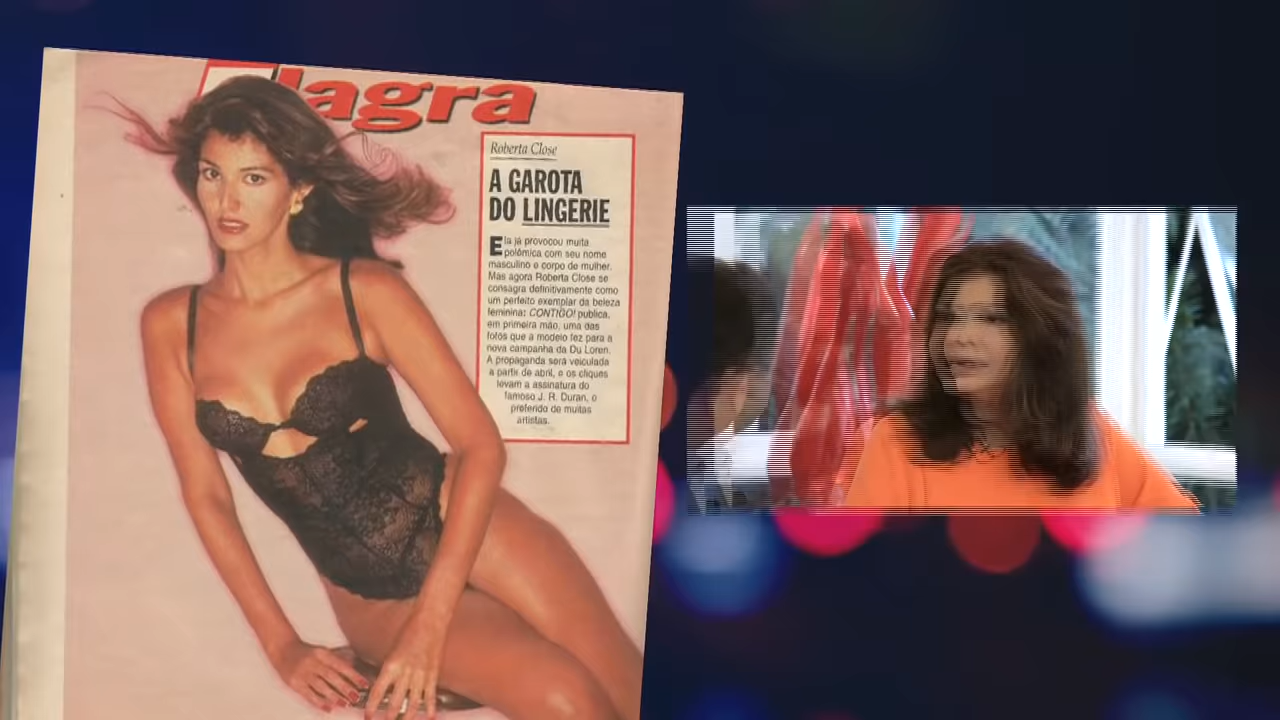 Flagra
Roberta Close
A GAROTA
DO LINGERIE
Ela já provocou muita
polêmica com seu nome
masculino e corpo de mulher.
Mas agora Roberta Close se
consagra definitivamente como
um perfeito exemplar da beleza
feminina: CONTIGO! publica,
em primeira mão, uma das
fotos que a modelo fez para a
nova campanha da Du Loren.
A propaganda será veiculada
a partir de abril, e os cliques
levam a assinatura do
famoso J. R. Duran, o
preferido de muitas
artistas.